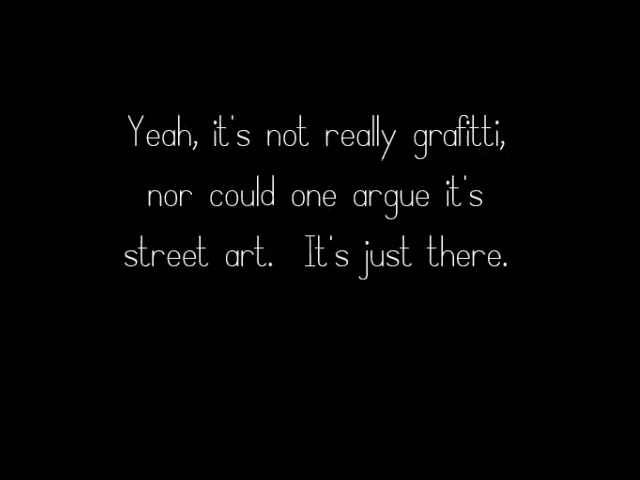 Yeah, it's not really grafitti,
nor could one argue it's
street art. It's just there.